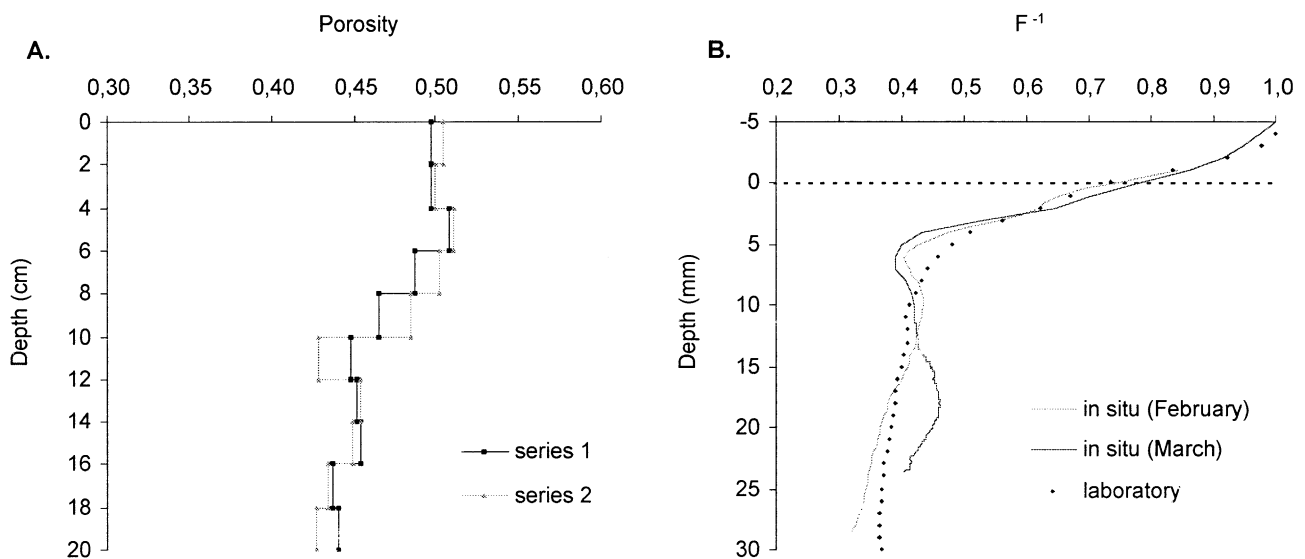 Porosity
A.
0,30 0,35 0,40 0,45 0,50 0,55 0,60
Depth (cm)
0
2
4
6
8
10
12
14
16
18
20
series 1
series 2
F -1
B.
0,2 0,3 0,4 0,5 0,6 0,7 0,8 0,9 1,0
Depth (mm)
-5
0
5
10
15
20
25
30
in situ (February)
in situ (March)
laboratory